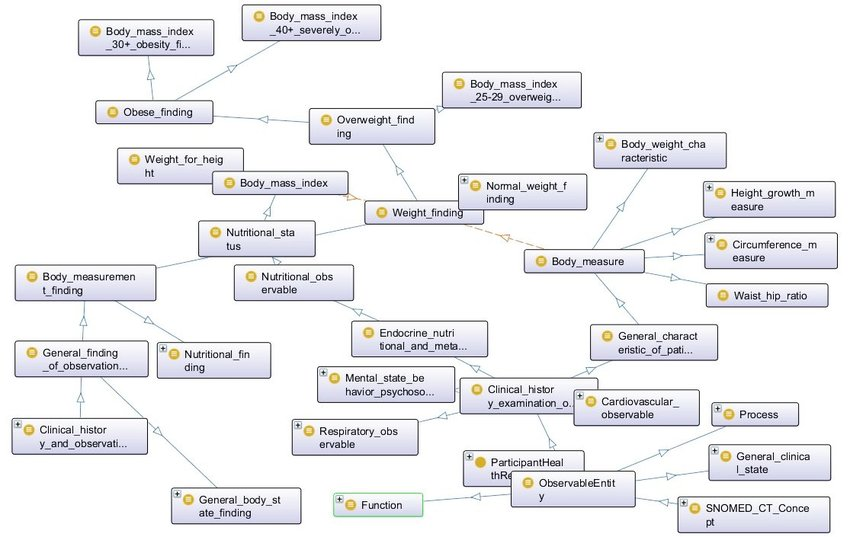 Body_mass_index
_40+_severely_o...
Body_mass_index
_30+_obesity_fi...
Body_mass_index
_25-29_overweig...
Obese_finding
Overweight_find
ing
Body_weight_cha
racteristic
Weight_for_heig
ht
Body_mass_index
Normal_weight_f
inding
Height_growth_m
easure
Weight_finding
Nutritional_sta
tus
Circumference_m
easure
Body_measure
Body_measuremen
t_finding
Nutritional_obs
ervable
Waist_hip_ratio
Endocrine_nutri
tional_and_meta...
General_charact
eristic_of_pati...
General_finding
_of_observation...
Nutritional_fin
ding
Mental_state_be
havior_psychoso...
Clinical_histor
y_examination_o...
Cardiovascular_
observable
Process
Clinical_histor
y_and_observati...
Respiratory_obs
ervable
General_clinica
l_state
ParticipantHeal
thRe
ObservableEntit
y
General_body_st
ate_finding
Function
SNOMED_CT_Conce
pt